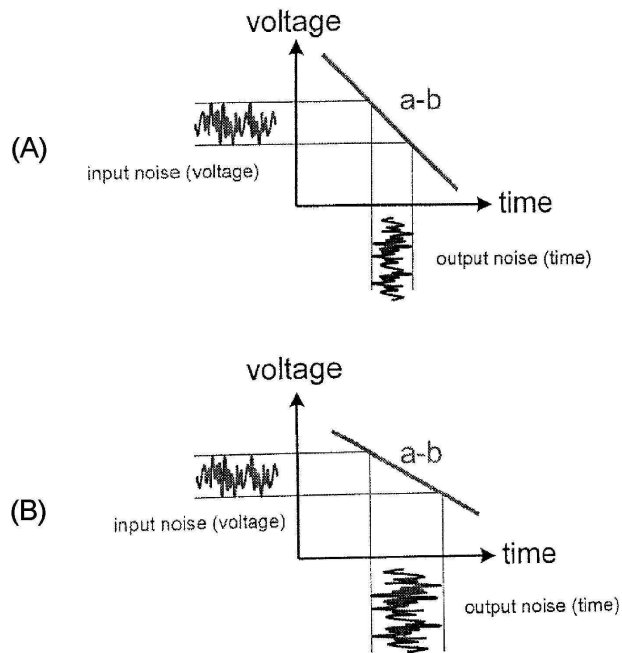 voltage
a-b
(A)
input noise (voltage)
time
output noise (time)
voltage
a-b
(B)
input noise (voltage)
time
output noise (time)